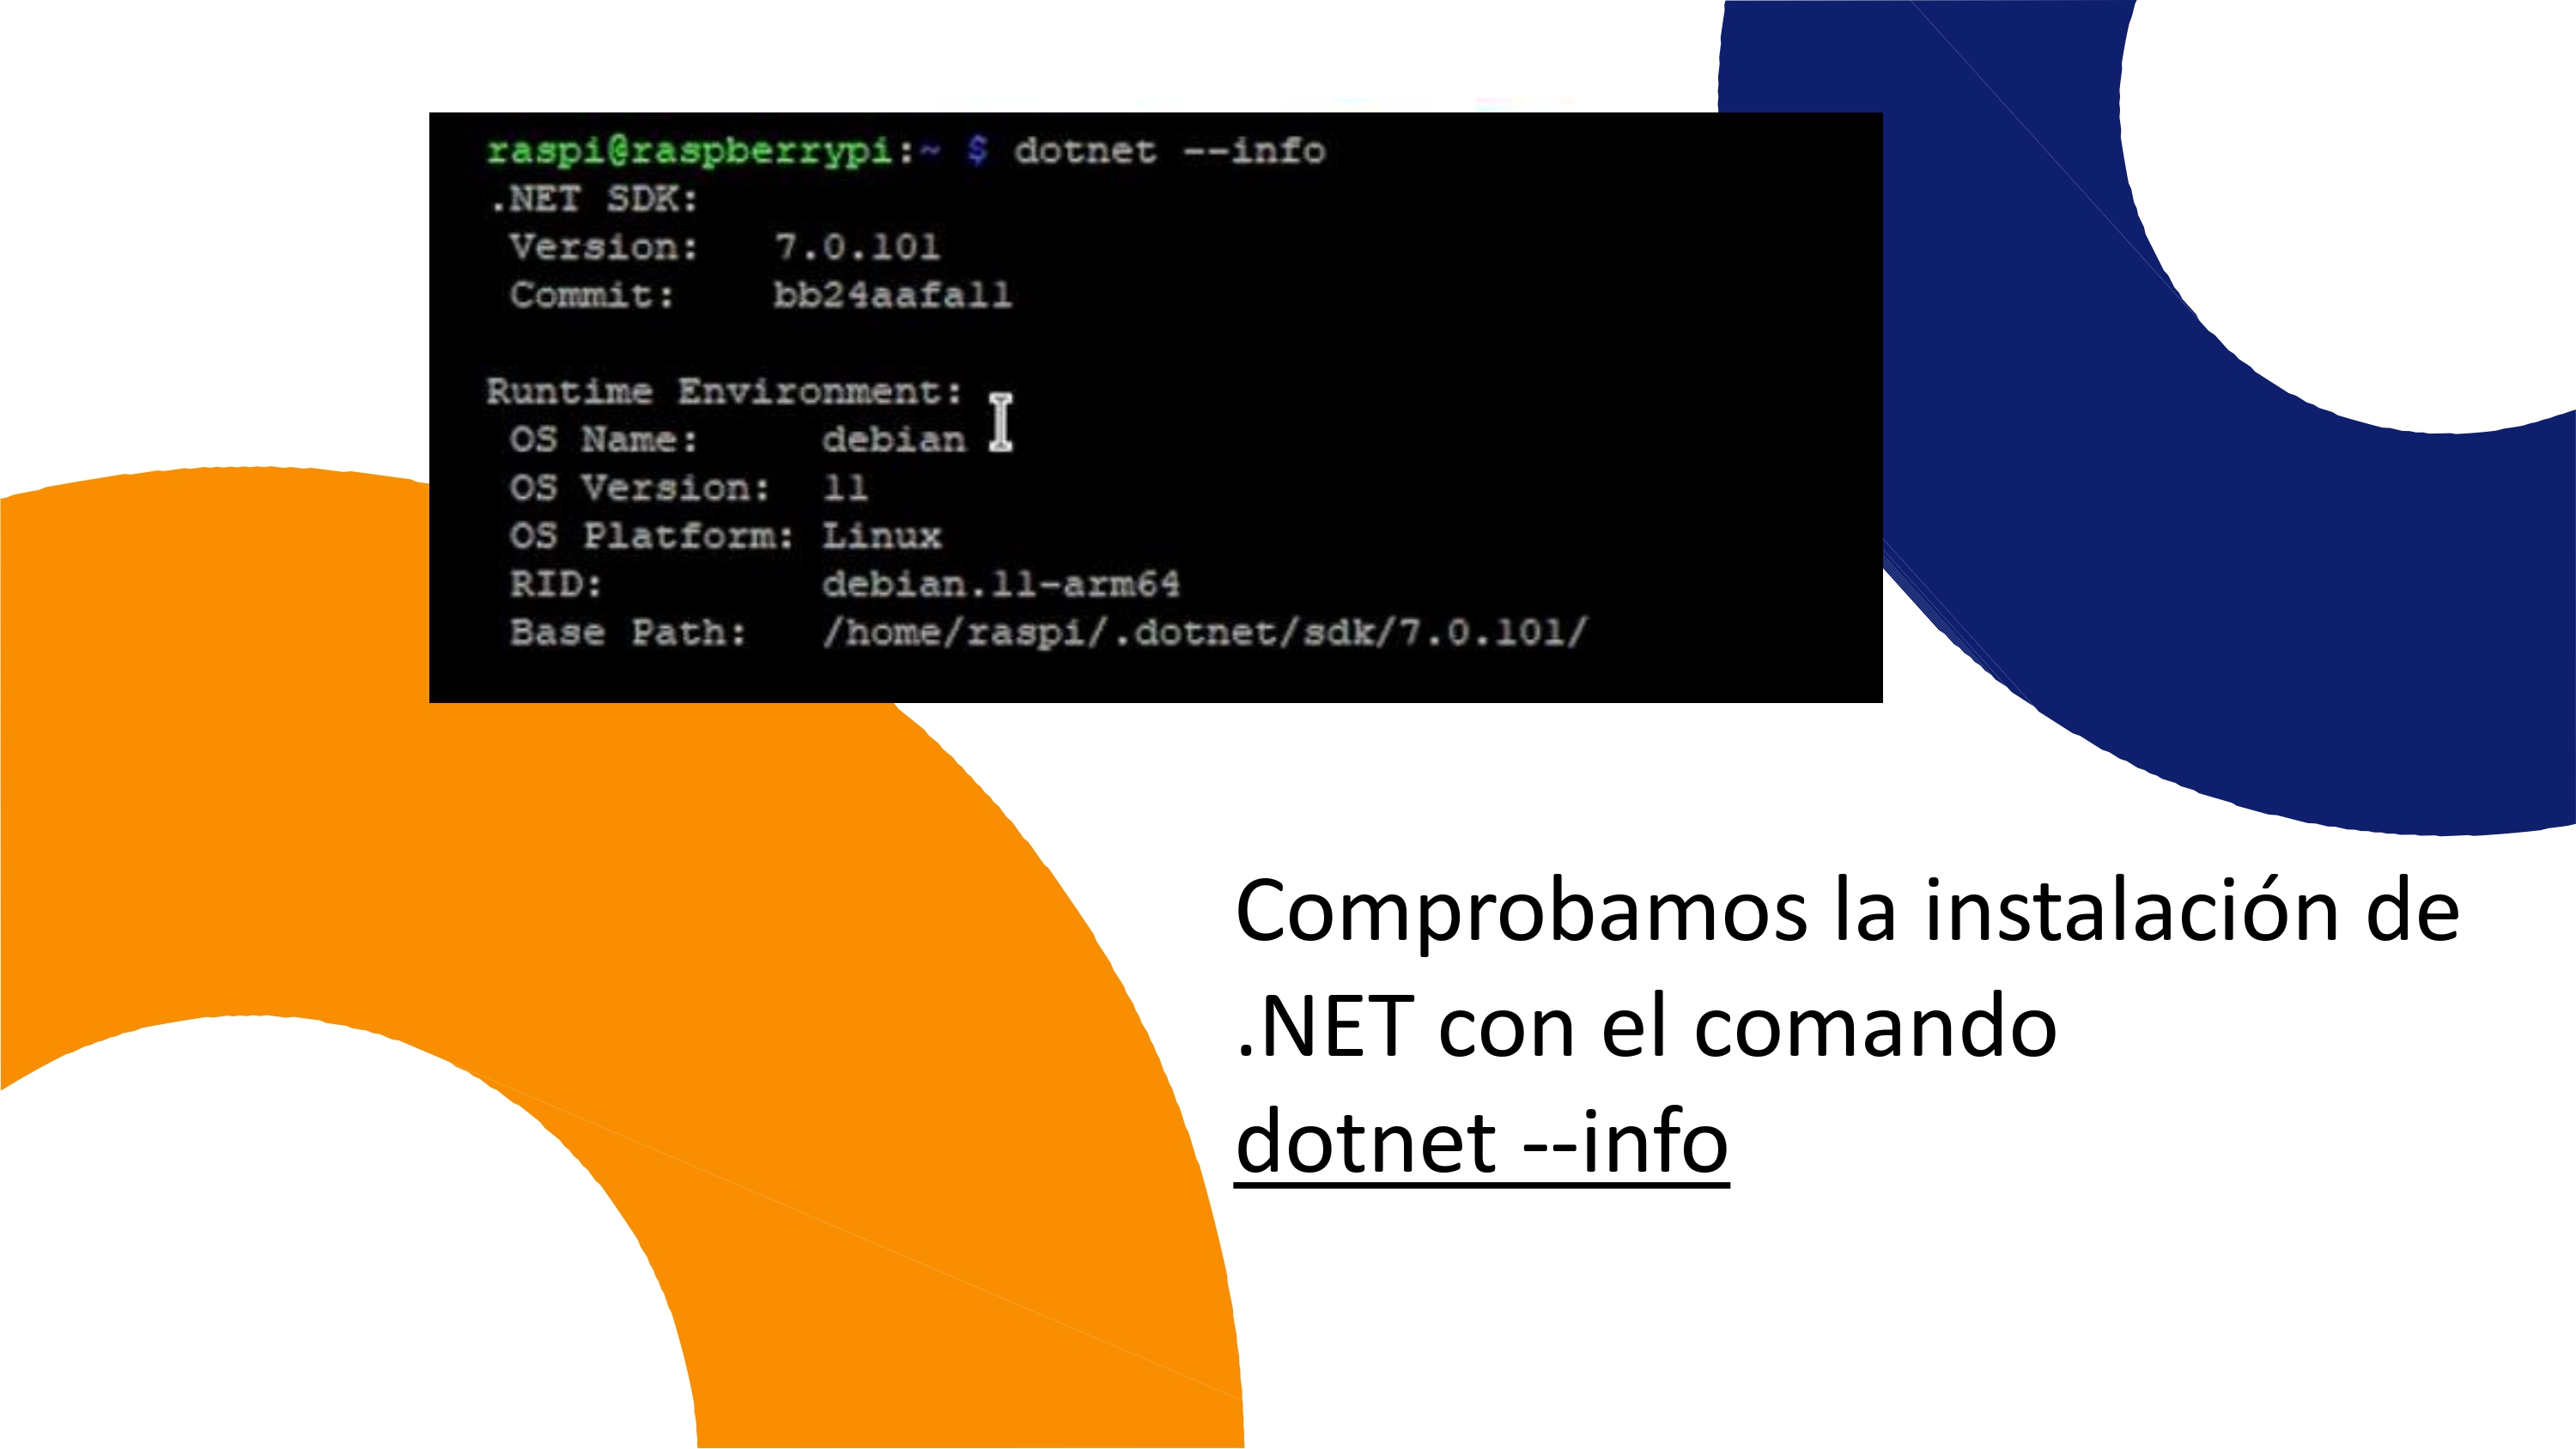 raspi@raspberrypi:~ $ dotnet --info
.NET SDK:
Version: 7.0.101
Commit: bb24aafa11
Runtime Environment:
OS Name: debian
OS Version: 11
OS Platform: Linux
RID: debian.11-arm64
Base Path: /home/raspi/.dotnet/sdk/7.0.101/
Comprobamos la instalación de
.NET con el comando
dotnet --info